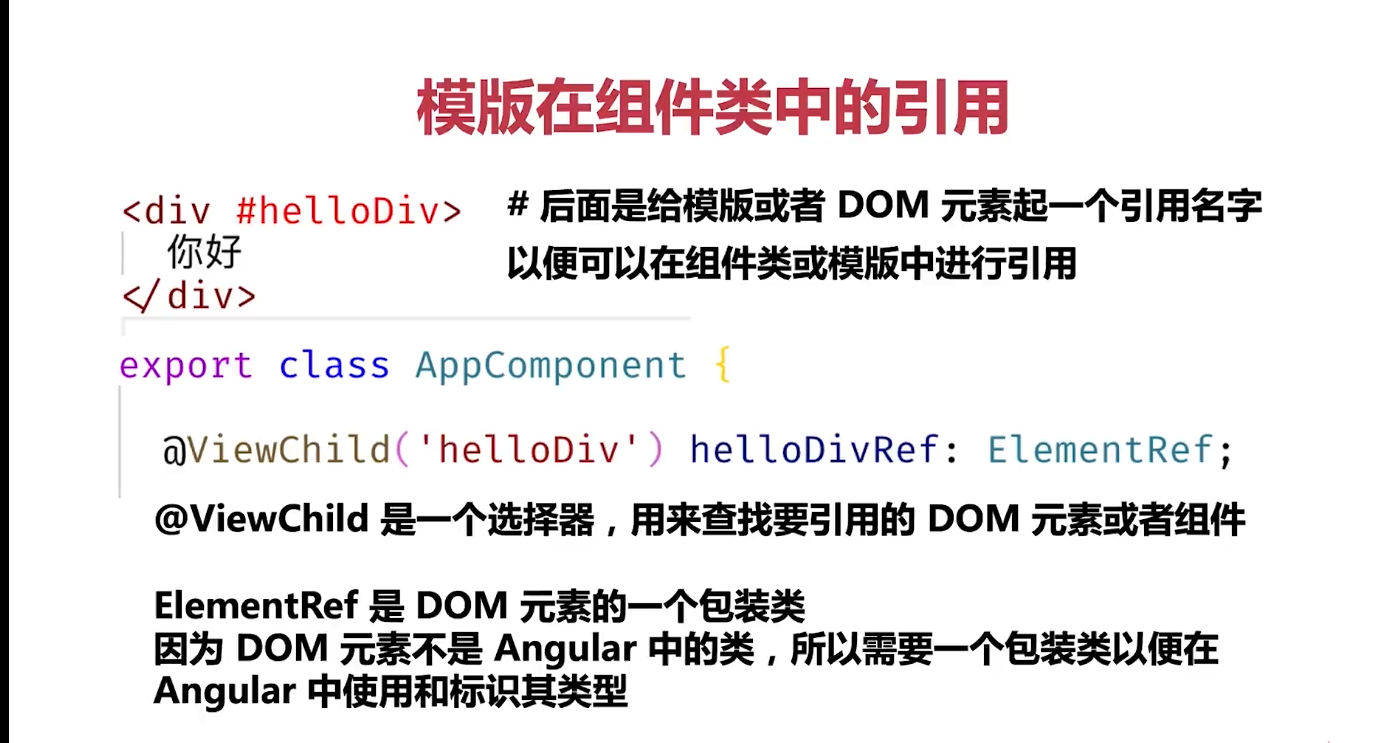 模版在组件类中的引用
<div #helloDiv>
你好
</div>
# 后面是给模版或者 DOM 元素起一个引用名字
以便可以在组件类或模版中进行引用
export class AppComponent {
@ViewChild('helloDiv') helloDivRef: ElementRef;
@ViewChild 是一个选择器，用来查找要引用的 DOM 元素或者组件
ElementRef 是 DOM 元素的一个包装类
因为 DOM 元素不是 Angular 中的类，所以需要一个包装类以便在
Angular 中使用和标识其类型